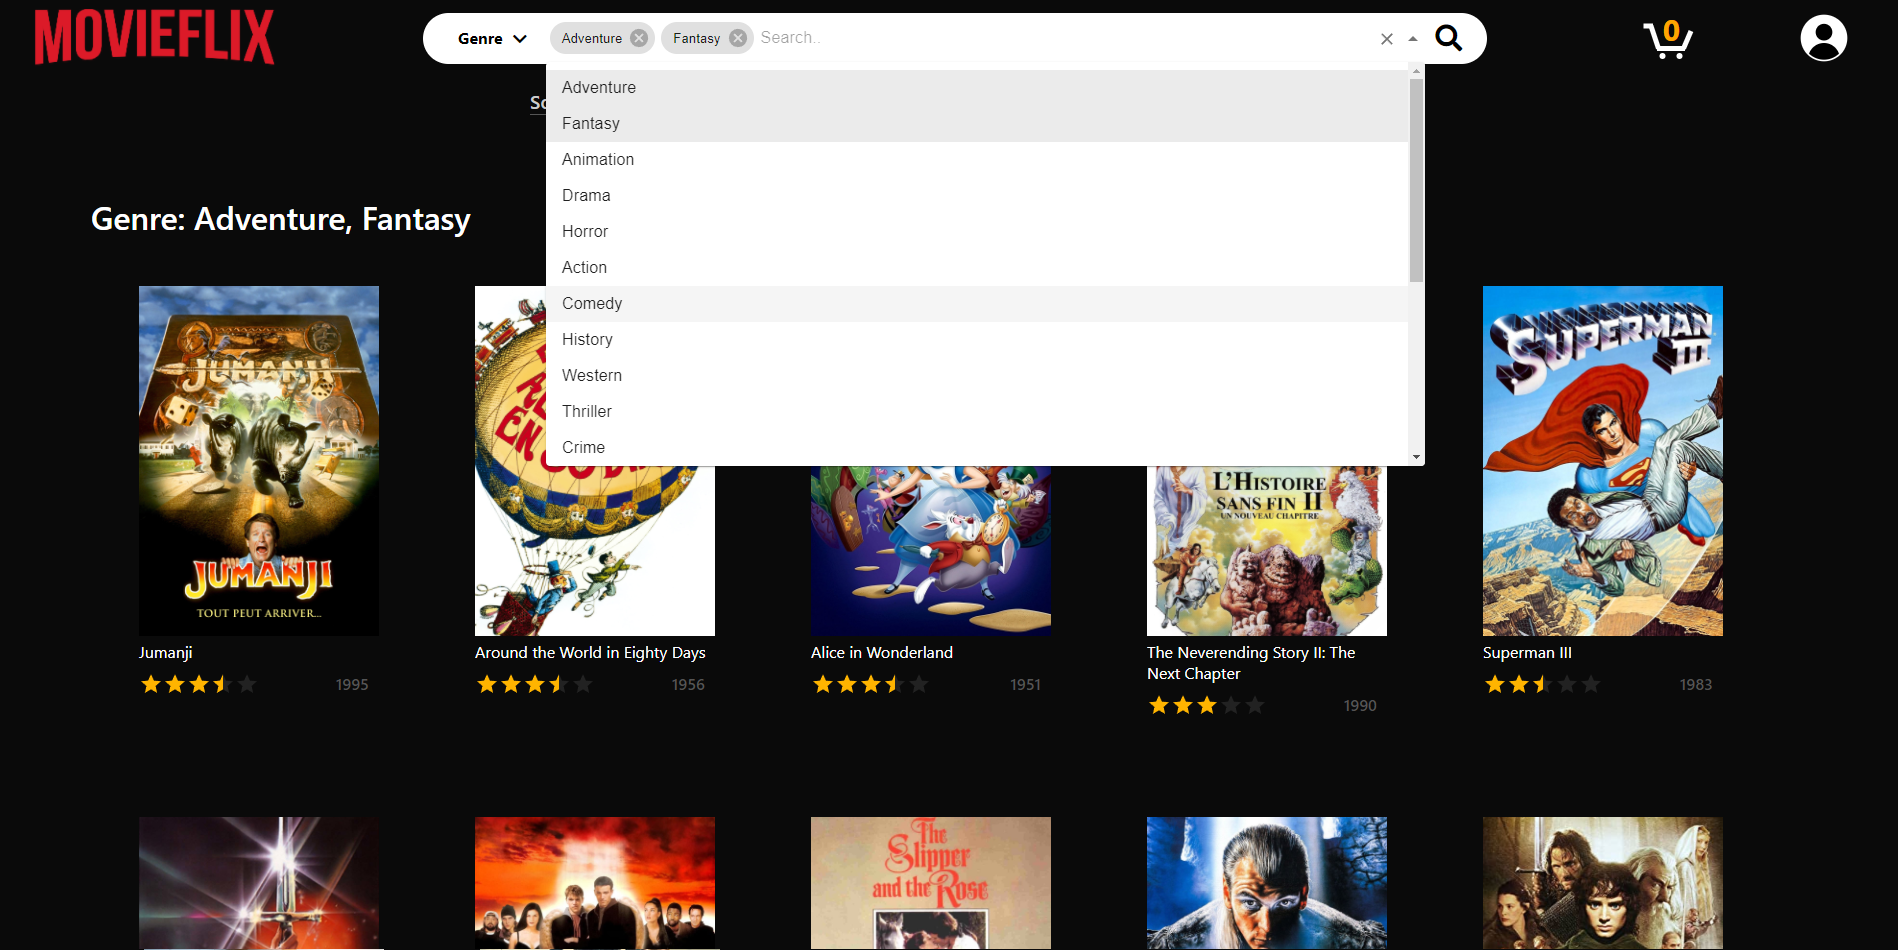 MOVIEFLIX
Genre
Adventure
Fantasy
Search..
0
Adventure
Fantasy
Animation
Drama
Horror
Action
Comedy
History
Western
Thriller
Crime
Genre: Adventure, Fantasy
JUMANJI
JUMANJI
TOUT PEUT ARRIVER...
L'HISTOIRE
SANS FIN II
UN NOUVEAU CHAPITRE
SUPERMAN
III
Jumanji
1995
Around the World in Eighty Days
1956
Alice in Wonderland
1951
The Neverending Story II: The
Next Chapter
1990
Superman III
1983
The
Slipper
and the Rose